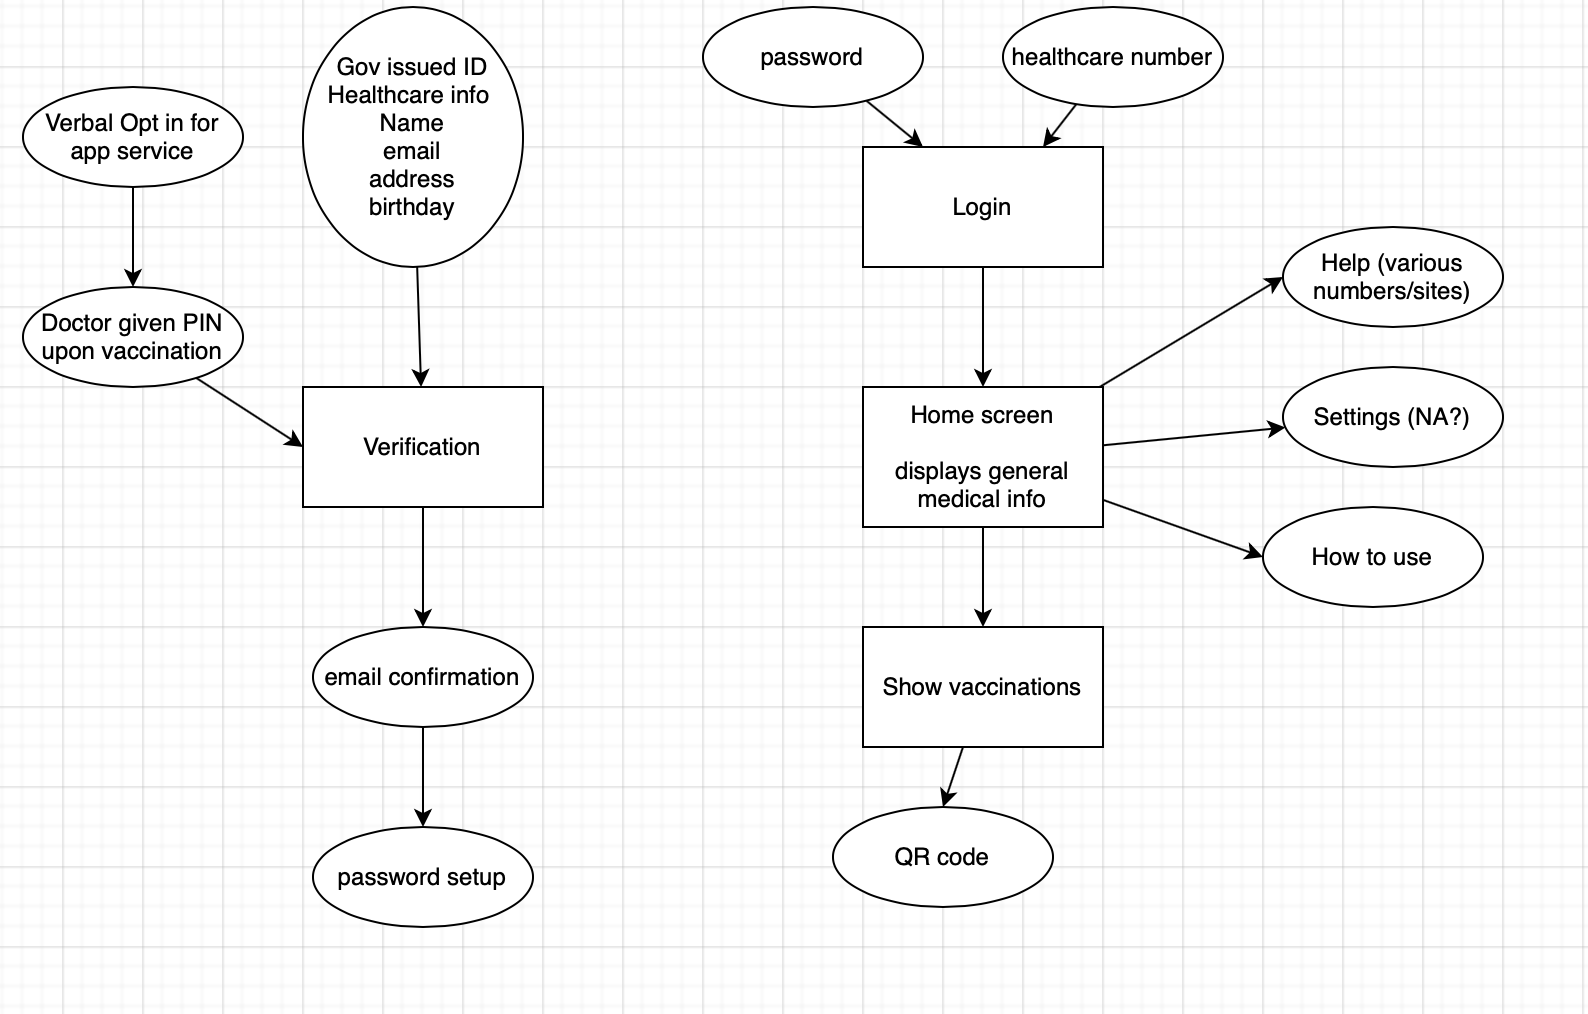 Verbal Opt in for
app service
Doctor given PIN
upon vaccination
Gov issued ID
Healthcare info
Name
email
address
birthday
Verification
email confirmation
password setup
password
healthcare number
Login
Home screen
displays general
medical info
Help (various
numbers/sites)
Settings (NA?)
How to use
Show vaccinations
QR code